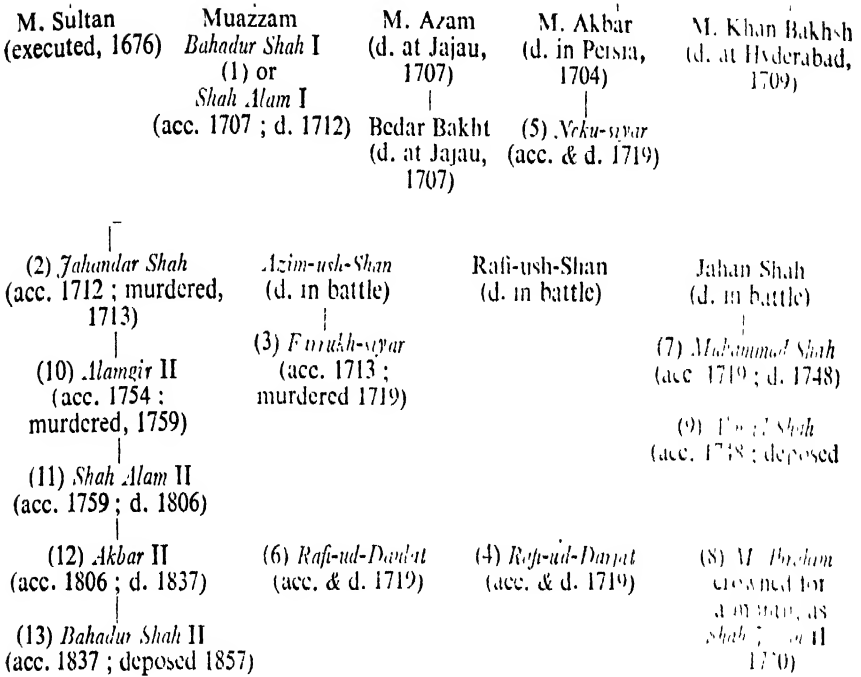 M. Sultan
(executed, 1676)
Muazzam
Bahadur Shah I
(1) or
Shah Alam I
(acc. 1707 ; d. 1712)
M. Azam
(d. at Jajau,
1707)
Bedar Bakht
(d. at Jajau,
1707)
M. Akbar
(d. in Persia,
1704)
(5) Neku-siyar
(acc. & d. 1719)
M. Khan Bakhsh
(d. at Hyderabad,
1709)
(2) Jahandar Shah
(acc. 1712 ; murdered,
1713)
(10) Alamgir II
(acc. 1754 :
murdered, 1759)
(11) Shah Alam II
(acc. 1759 ; d. 1806)
(12) Akbar II
(acc. 1806 ; d. 1837)
(13) Bahadur Shah II
(acc. 1837 ; deposed 1857)
Azim-ush-Shan
(d. in battle)
(3) Furukh-siyar
(acc. 1713 ;
murdered 1719)
(6) Rafi-ud-Daulat
(acc. & d. 1719)
Rafi-ush-Shan
(d. in battle)
(4) Rafi-ud-Darjat
(acc. & d. 1719)
Jahan Shah
(d. in battle)
(7) Muhammad Shah
(acc 1719 ; d. 1748)
(9) Shah
(acc. 1748 ; deposed
(8) M.
crowned for
as
Shah